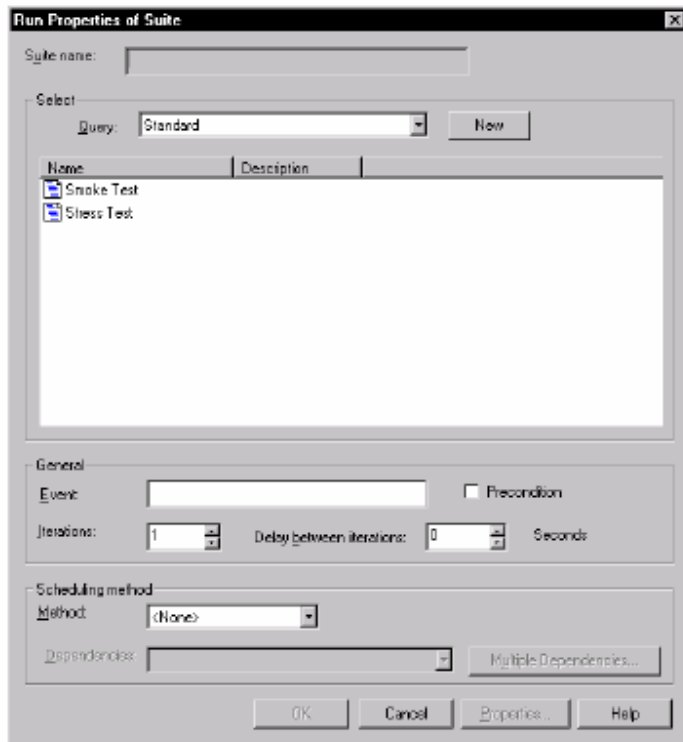 Run Properties of Suite
Suite name:
Select
Query: Standard New
Name Description
Smoke Test
Stress Test
General
Event: Precondition
Iterations: 1 Delay between iterations: 0 Seconds
Scheduling method
Method: <None>
Dependencies: Multiple Dependencies...
OK Cancel Properties... Help